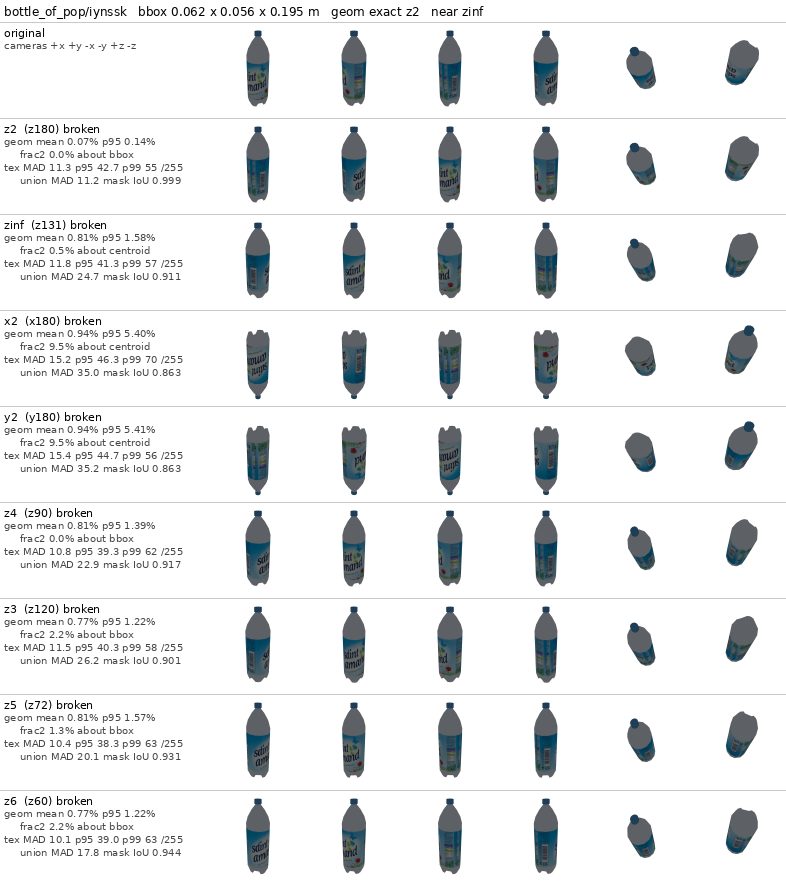 bottle_of_pop/iynssk bbox 0.062 x 0.056 x 0.195 m geom exact z2 near zinf
original
cameras +x +y -x -y +z -z
z2 (z180) broken
geom mean 0.07% p95 0.14%
frac2 0.0% about bbox
tex MAD 11.3 p95 42.7 p99 55 /255
union MAD 11.2 mask IoU 0.999
zinf (z131) broken
geom mean 0.81% p95 1.58%
frac2 0.5% about centroid
tex MAD 11.8 p95 41.3 p99 57 /255
union MAD 24.7 mask IoU 0.911
x2 (x180) broken
geom mean 0.94% p95 5.40%
frac2 9.5% about centroid
tex MAD 15.2 p95 46.3 p99 70 /255
union MAD 35.0 mask IoU 0.863
y2 (y180) broken
geom mean 0.94% p95 5.41%
frac2 9.5% about centroid
tex MAD 15.4 p95 44.7 p99 56 /255
union MAD 35.2 mask IoU 0.863
z4 (z90) broken
geom mean 0.81% p95 1.39%
frac2 0.0% about bbox
tex MAD 10.8 p95 39.3 p99 62 /255
union MAD 22.9 mask IoU 0.917
z3 (z120) broken
geom mean 0.77% p95 1.22%
frac2 2.2% about bbox
tex MAD 11.5 p95 40.3 p99 58 /255
union MAD 26.2 mask IoU 0.901
z5 (z72) broken
geom mean 0.81% p95 1.57%
frac2 1.3% about bbox
tex MAD 10.4 p95 38.3 p99 63 /255
union MAD 20.1 mask IoU 0.931
z6 (z60) broken
geom mean 0.77% p95 1.22%
frac2 2.2% about bbox
tex MAD 10.1 p95 39.0 p99 63 /255
union MAD 17.8 mask IoU 0.944